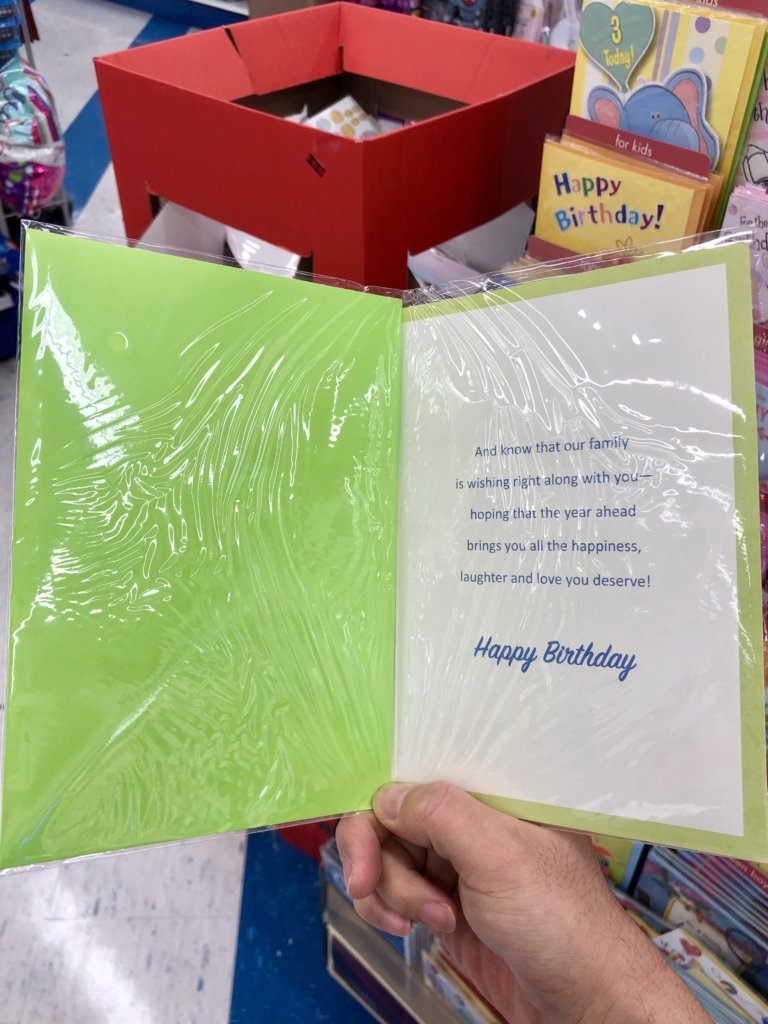 3
Today!
for kids
Happy
Birthday!
And know that our family
is wishing right along with you—
hoping that the year ahead
brings you all the happiness,
laughter and love you deserve!
Happy Birthday